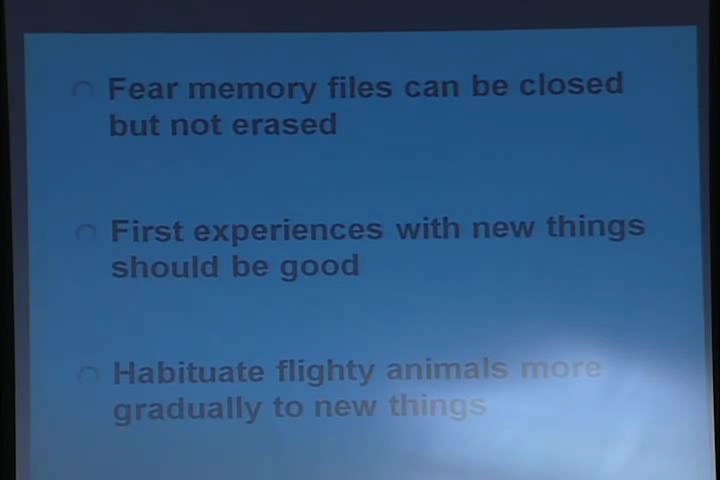 Fear memory files can be closed
but not erased
First experiences with new things
should be good
Habituate flighty animals more
gradually to new things